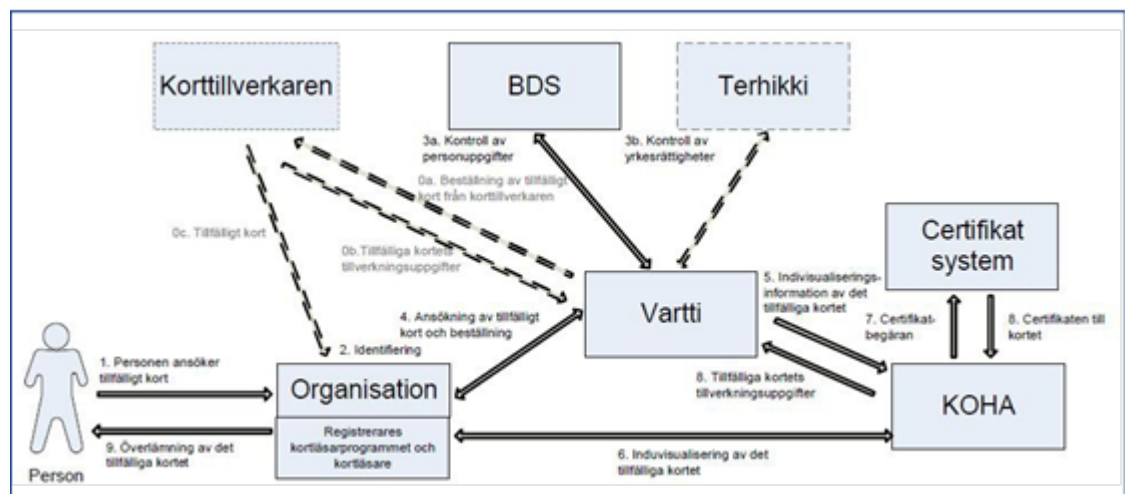 Korttillverkaren
BDS
Terhikki
3a. Kontroll av
personuppgifter
3b. Kontroll av
yrkesrättigheter
0a. Beställning av tillfälligt
kort från korttillverkaren
0c. Tillfälligt kort
0b.Tillfälliga kortets
tillverkningsuppgifter
Certifikat
system
Vartti
5. Indivisualiserings-
information av det
tillfälliga kortet
7. Certifikat-
begäran
8. Certifikaten till
kortet
4. Ansökning av tillfälligt
kort och beställning
2. Identifiering
1. Personen ansöker
tillfälligt kort
Organisation
8. Tillfälliga kortets
tillverkningsuppgifter
KOHA
Registrerares
kortläsarprogrammet och
kortläsare
9. Överlämning av det
tillfälliga kortet
6. Induvisualisering av det
tillfälliga kortet
Person